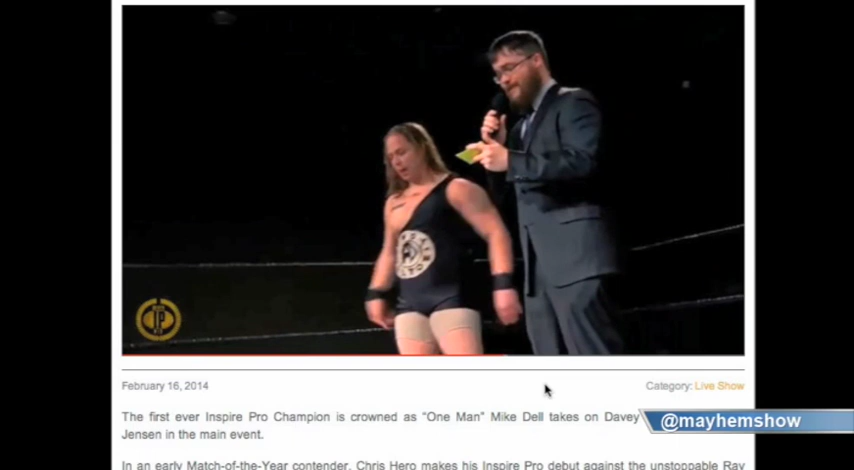 IP
February 16, 2014
Category: Live Show
The first ever Inspire Pro Champion is crowned as “One Man” Mike Dell takes on Davey
@mayhemshow
Jensen in the main event.
In an early Match-of-the-Year contender, Chris Hero makes his Inspire Pro debut against the unstoppable Ray